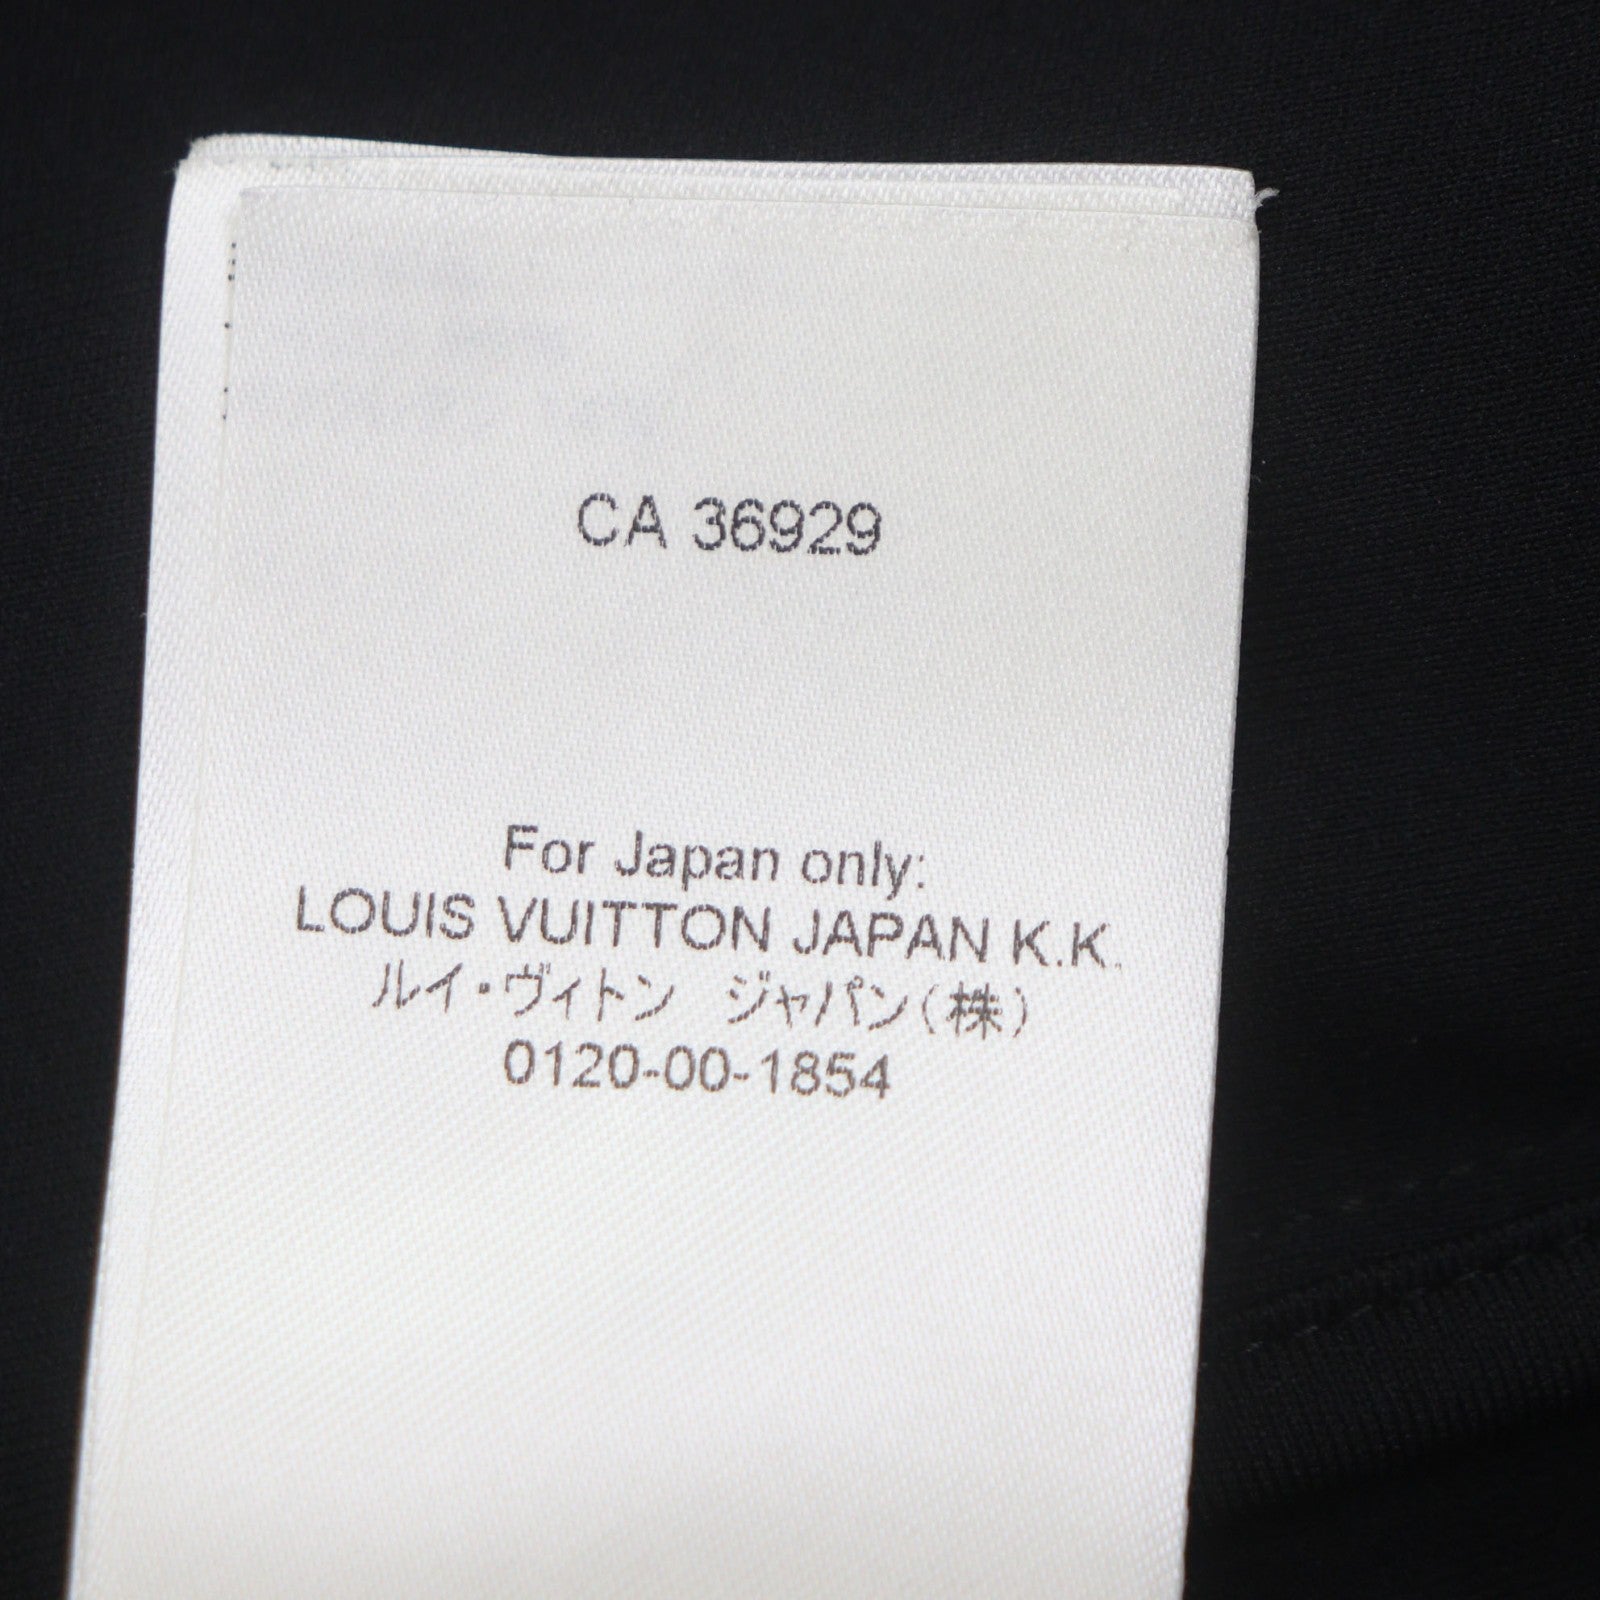 CA 36929
For Japan only:
LOUIS VUITTON JAPAN K.K.
ルイ・ヴィトン　ジャパン(株)
0120-00-1854